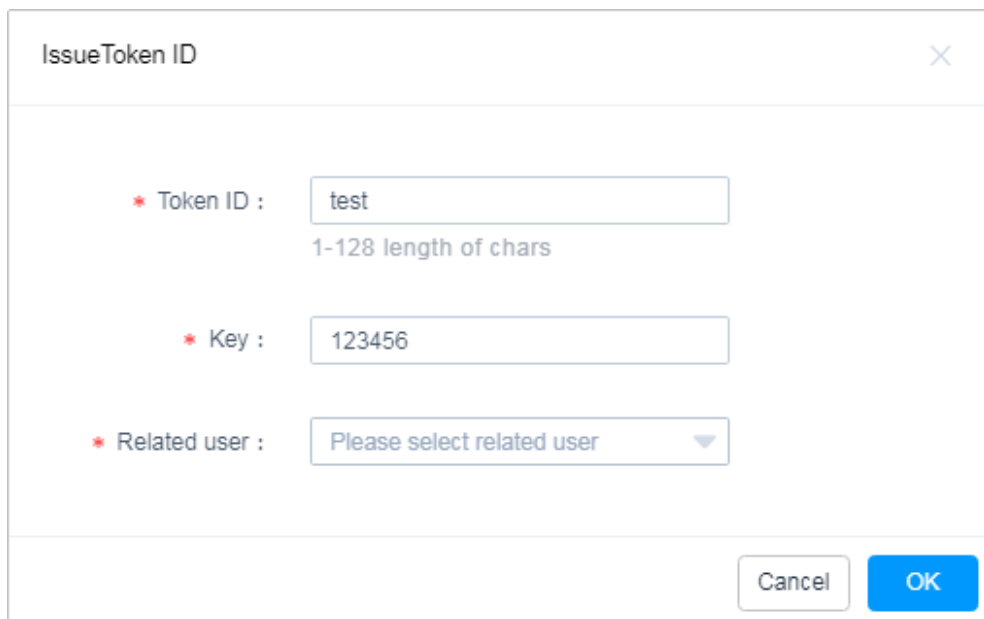 IssueToken ID
* Token ID : test
1-128 length of chars
* Key : 123456
* Related user : Please select related user
Cancel OK